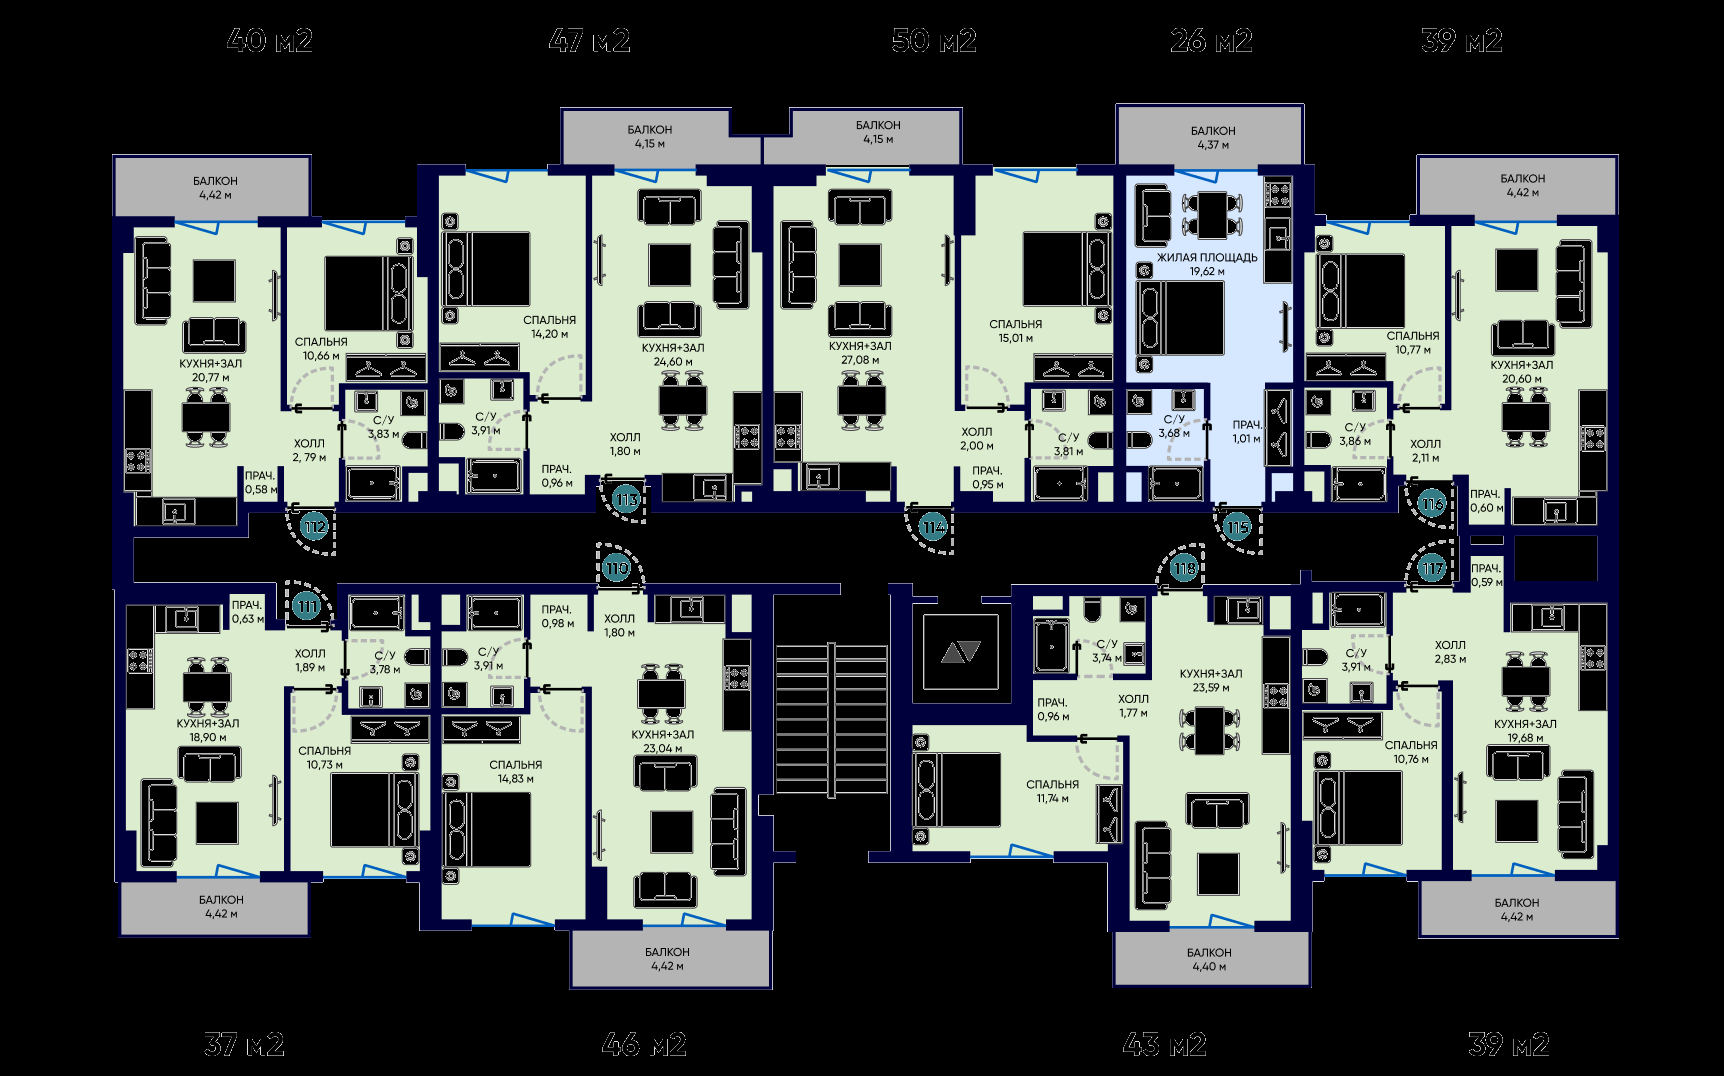 40 м2
47 м2
50 м2
26 м2
39 м2
БАЛКОН
4,42 м
БАЛКОН
4,15 м
БАЛКОН
4,15 м
БАЛКОН
4,37 м
БАЛКОН
4,42 м
КУХНЯ+ЗАЛ
20,77 м
СПАЛЬНЯ
10,66 м
С/У
3,83 м
ХОЛЛ
2,79 м
ПРАЧ.
0,58 м
112
СПАЛЬНЯ
14,20 м
КУХНЯ+ЗАЛ
24,60 м
С/У
3,91 м
ХОЛЛ
1,80 м
ПРАЧ.
0,96 м
113
КУХНЯ+ЗАЛ
27,08 м
СПАЛЬНЯ
15,01 м
ХОЛЛ
2,00 м
С/У
3,81 м
ПРАЧ.
0,95 м
114
ЖИЛАЯ ПЛОЩАДЬ
19,62 м
С/У
3,68 м
ПРАЧ.
1,01 м
115
СПАЛЬНЯ
10,77 м
КУХНЯ+ЗАЛ
20,60 м
С/У
3,86 м
ХОЛЛ
2,11 м
ПРАЧ.
0,60 м
116
111
ПРАЧ.
0,63 м
ХОЛЛ
1,89 м
С/У
3,78 м
КУХНЯ+ЗАЛ
18,90 м
СПАЛЬНЯ
10,73 м
БАЛКОН
4,42 м
110
ПРАЧ.
0,98 м
ХОЛЛ
1,80 м
С/У
3,91 м
КУХНЯ+ЗАЛ
23,04 м
СПАЛЬНЯ
14,83 м
БАЛКОН
4,42 м
118
С/У
3,74 м
КУХНЯ+ЗАЛ
23,59 м
ПРАЧ.
0,96 м
ХОЛЛ
1,77 м
СПАЛЬНЯ
11,74 м
БАЛКОН
4,40 м
117
ПРАЧ.
0,59 м
С/У
3,91 м
ХОЛЛ
2,83 м
КУХНЯ+ЗАЛ
19,68 м
СПАЛЬНЯ
10,76 м
БАЛКОН
4,42 м
37 м2
46 м2
43 м2
39 м2